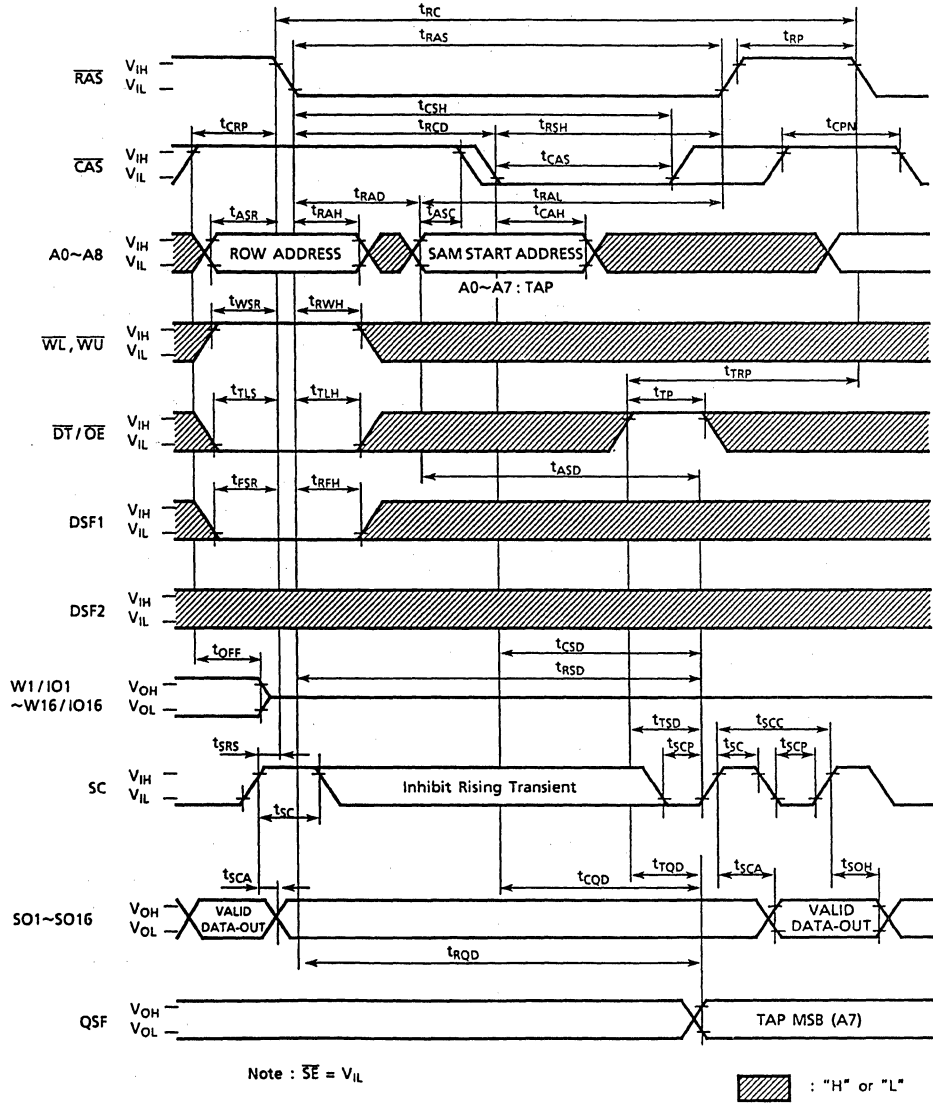 tRC
tRAS
tRP
RAS
VIH
VIL
tCSH
tCRP
tRCD
tRSH
tCPN
CAS
VIH
VIL
tCAS
tRAD
tRAL
tASR
tRAH
tASC
tCAH
A0~A8
VIH
VIL
ROW ADDRESS
SAM START ADDRESS
A0~A7 : TAP
tWSR
tRWH
WL , WU
VIH
VIL
tTRP
tTLS
tTLH
tTP
DT / OE
VIH
VIL
tASD
tFSR
tRFH
DSF1
VIH
VIL
DSF2
VIH
VIL
tCSD
tOFF
tRSD
W1 / IO1
~W16 / IO16
VOH
VOL
tTSD
tSCC
tSRS
tSCP
tSC
tSCP
SC
VIH
VIL
Inhibit Rising Transient
tSC
tSCA
tTQD
tCQD
tSCA
tSOH
SO1~SO16
VOH
VOL
VALID
DATA-OUT
VALID
DATA-OUT
tRQD
QSF
VOH
VOL
TAP MSB (A7)
Note : SE = VIL
: "H" or "L"